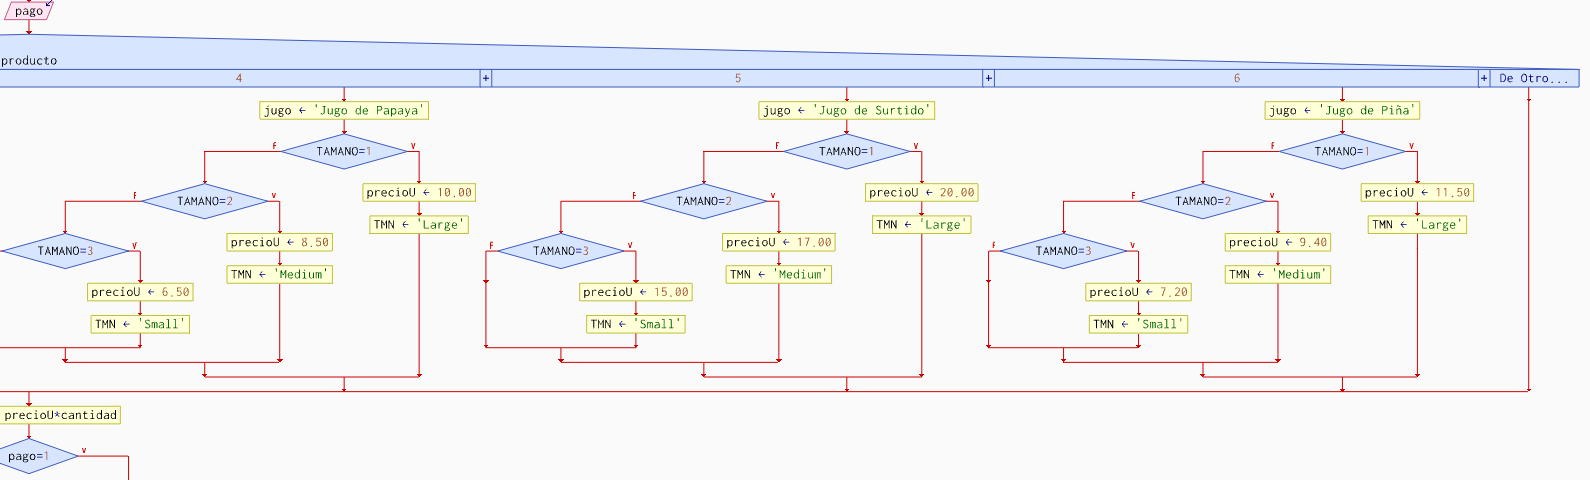 pago
producto
4 + 5 + 6 + De Otro...
jugo ← 'Jugo de Papaya' jugo ← 'Jugo de Surtido' jugo ← 'Jugo de Piña'
F TAMANO=1 V F TAMANO=1 V F TAMANO=1 V
precioU ← 10.00 precioU ← 20.00 precioU ← 11.50
F TAMANO=2 V F TAMANO=2 V F TAMANO=2 V
TMN ← 'Large' TMN ← 'Large' TMN ← 'Large'
precioU ← 8.50 precioU ← 17.00 precioU ← 9.40
TAMANO=3 V F TAMANO=3 V F TAMANO=3 V
TMN ← 'Medium' TMN ← 'Medium' TMN ← 'Medium'
precioU ← 6.50 precioU ← 15.00 precioU ← 7.20
TMN ← 'Small' TMN ← 'Small' TMN ← 'Small'
precioU*cantidad
pago=1 V